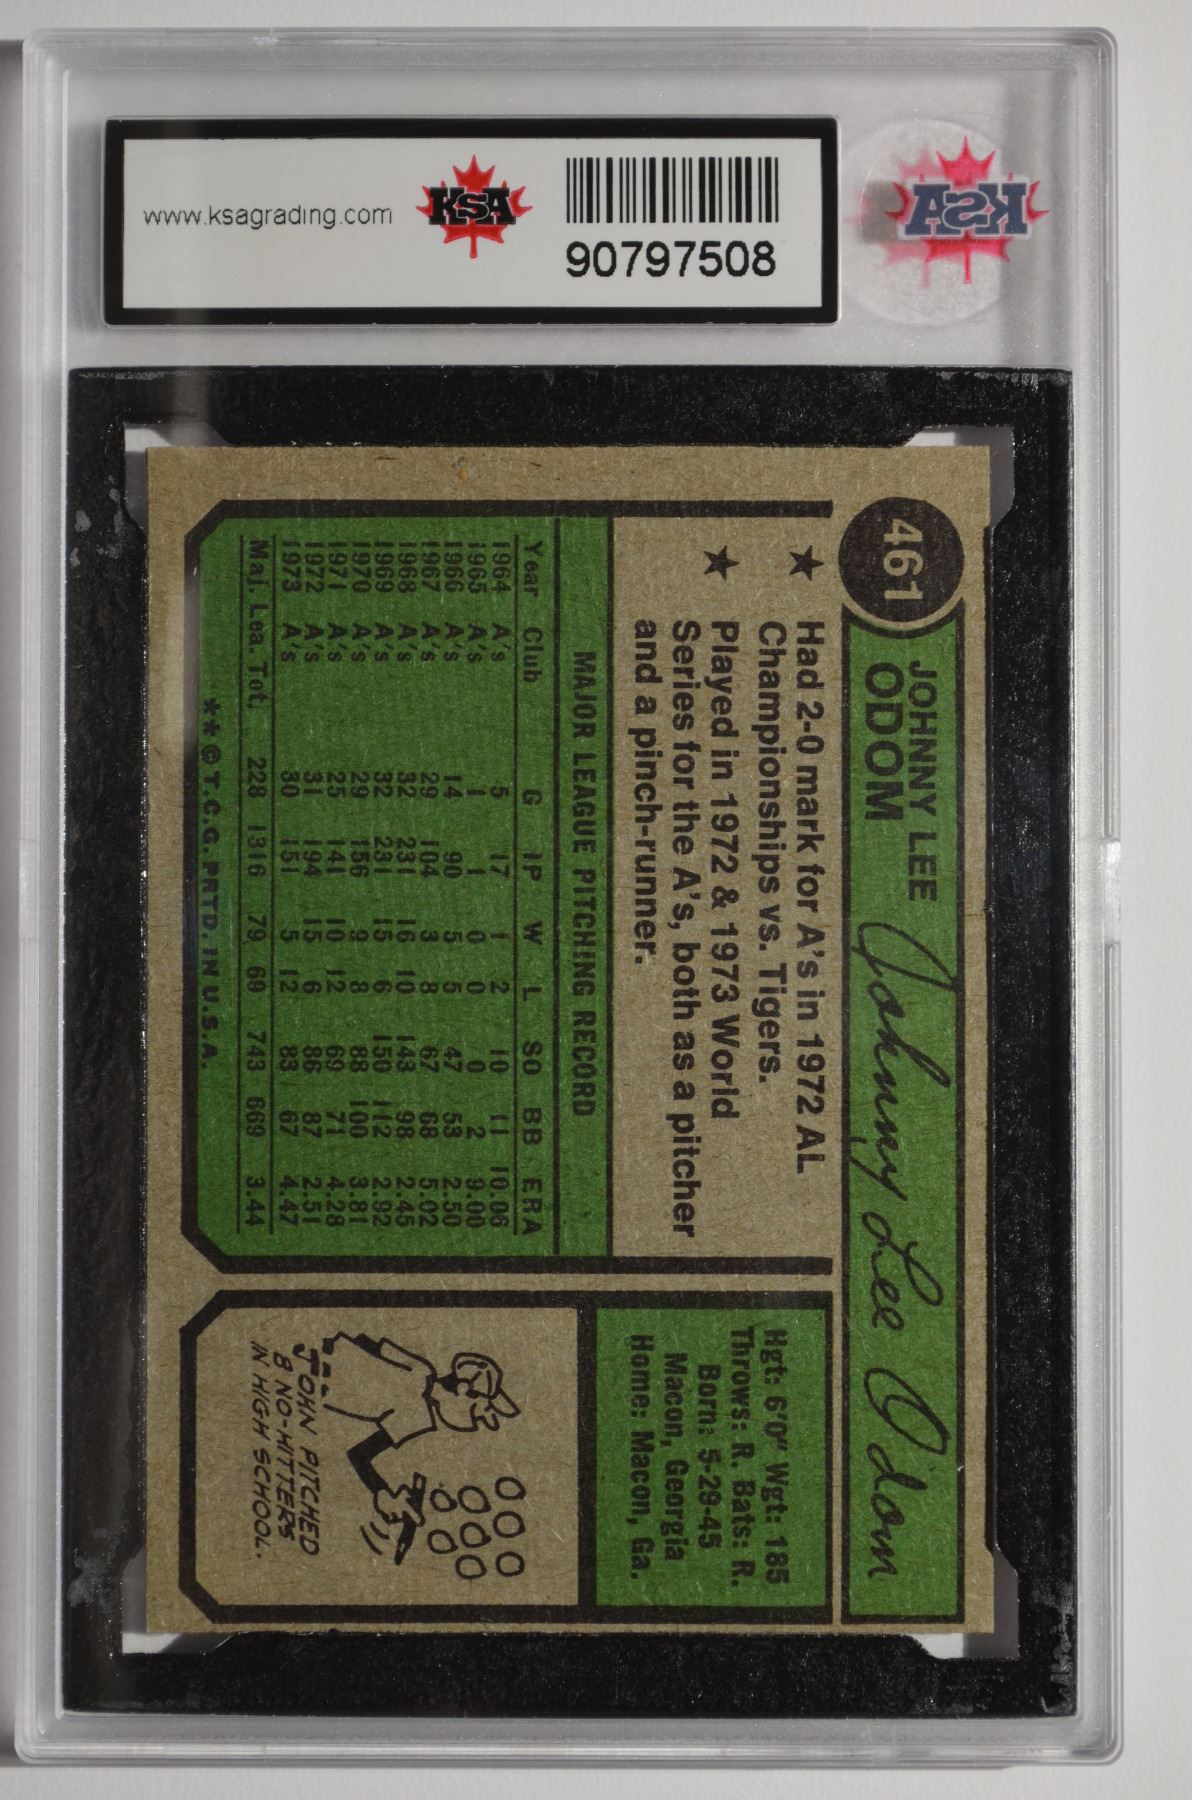 www.ksagrading.com
KSA
90797508
KSA
461
JOHNNY LEE
ODOM
Johnny Lee Odom
★ Had 2-0 mark for A's in 1972 AL
Championships vs. Tigers.
★ Played in 1972 & 1973 World
Series for the A's, both as a pitcher
and a pinch-runner.
MAJOR LEAGUE PITCHING RECORD
Year Club G IP W L SO BB ERA
1964 A's 5 17 1 2 10 11 10.06
1965 A's 1 1 0 0 0 2 9.00
1966 A's 14 90 5 5 47 53 2.50
1967 A's 29 104 3 8 67 68 5.02
1968 A's 32 231 16 10 143 98 2.45
1969 A's 32 231 15 6 150 112 2.92
1970 A's 29 156 9 8 88 100 3.81
1971 A's 25 141 10 12 69 71 4.28
1972 A's 31 194 15 6 86 87 2.51
1973 A's 30 151 5 12 83 67 4.47
Maj. Lea. Tot. 228 1316 79 69 743 669 3.44
**©T.C.G. PRTD. IN U.S.A.
Hgt: 6'0" Wgt: 185
Throws: R. Bats: R.
Born: 5-29-45
Macon, Georgia
Home: Macon, Ga.
JOHN PITCHED
8 NO-HITTERS
IN HIGH SCHOOL.